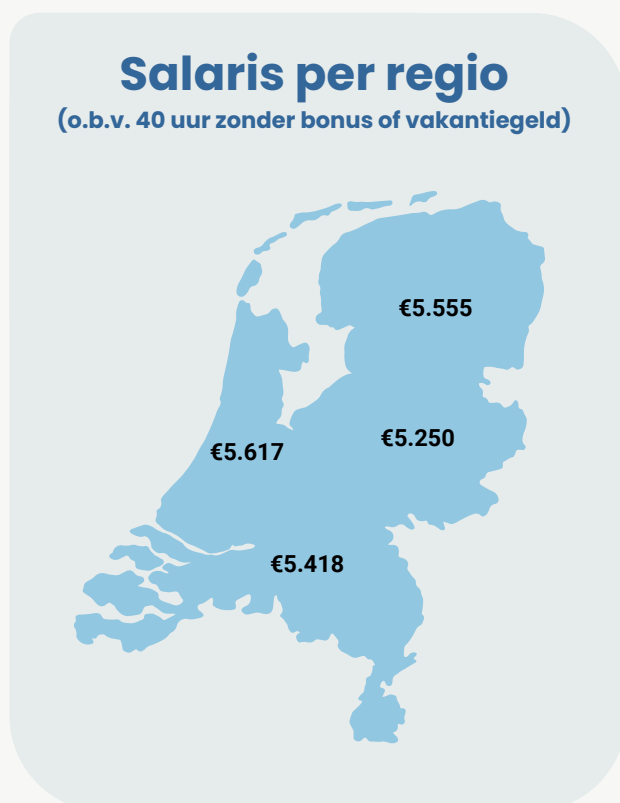 Salaris per regio
(o.b.v. 40 uur zonder bonus of vakantiegeld)
€5.555
€5.250
€5.617
€5.418